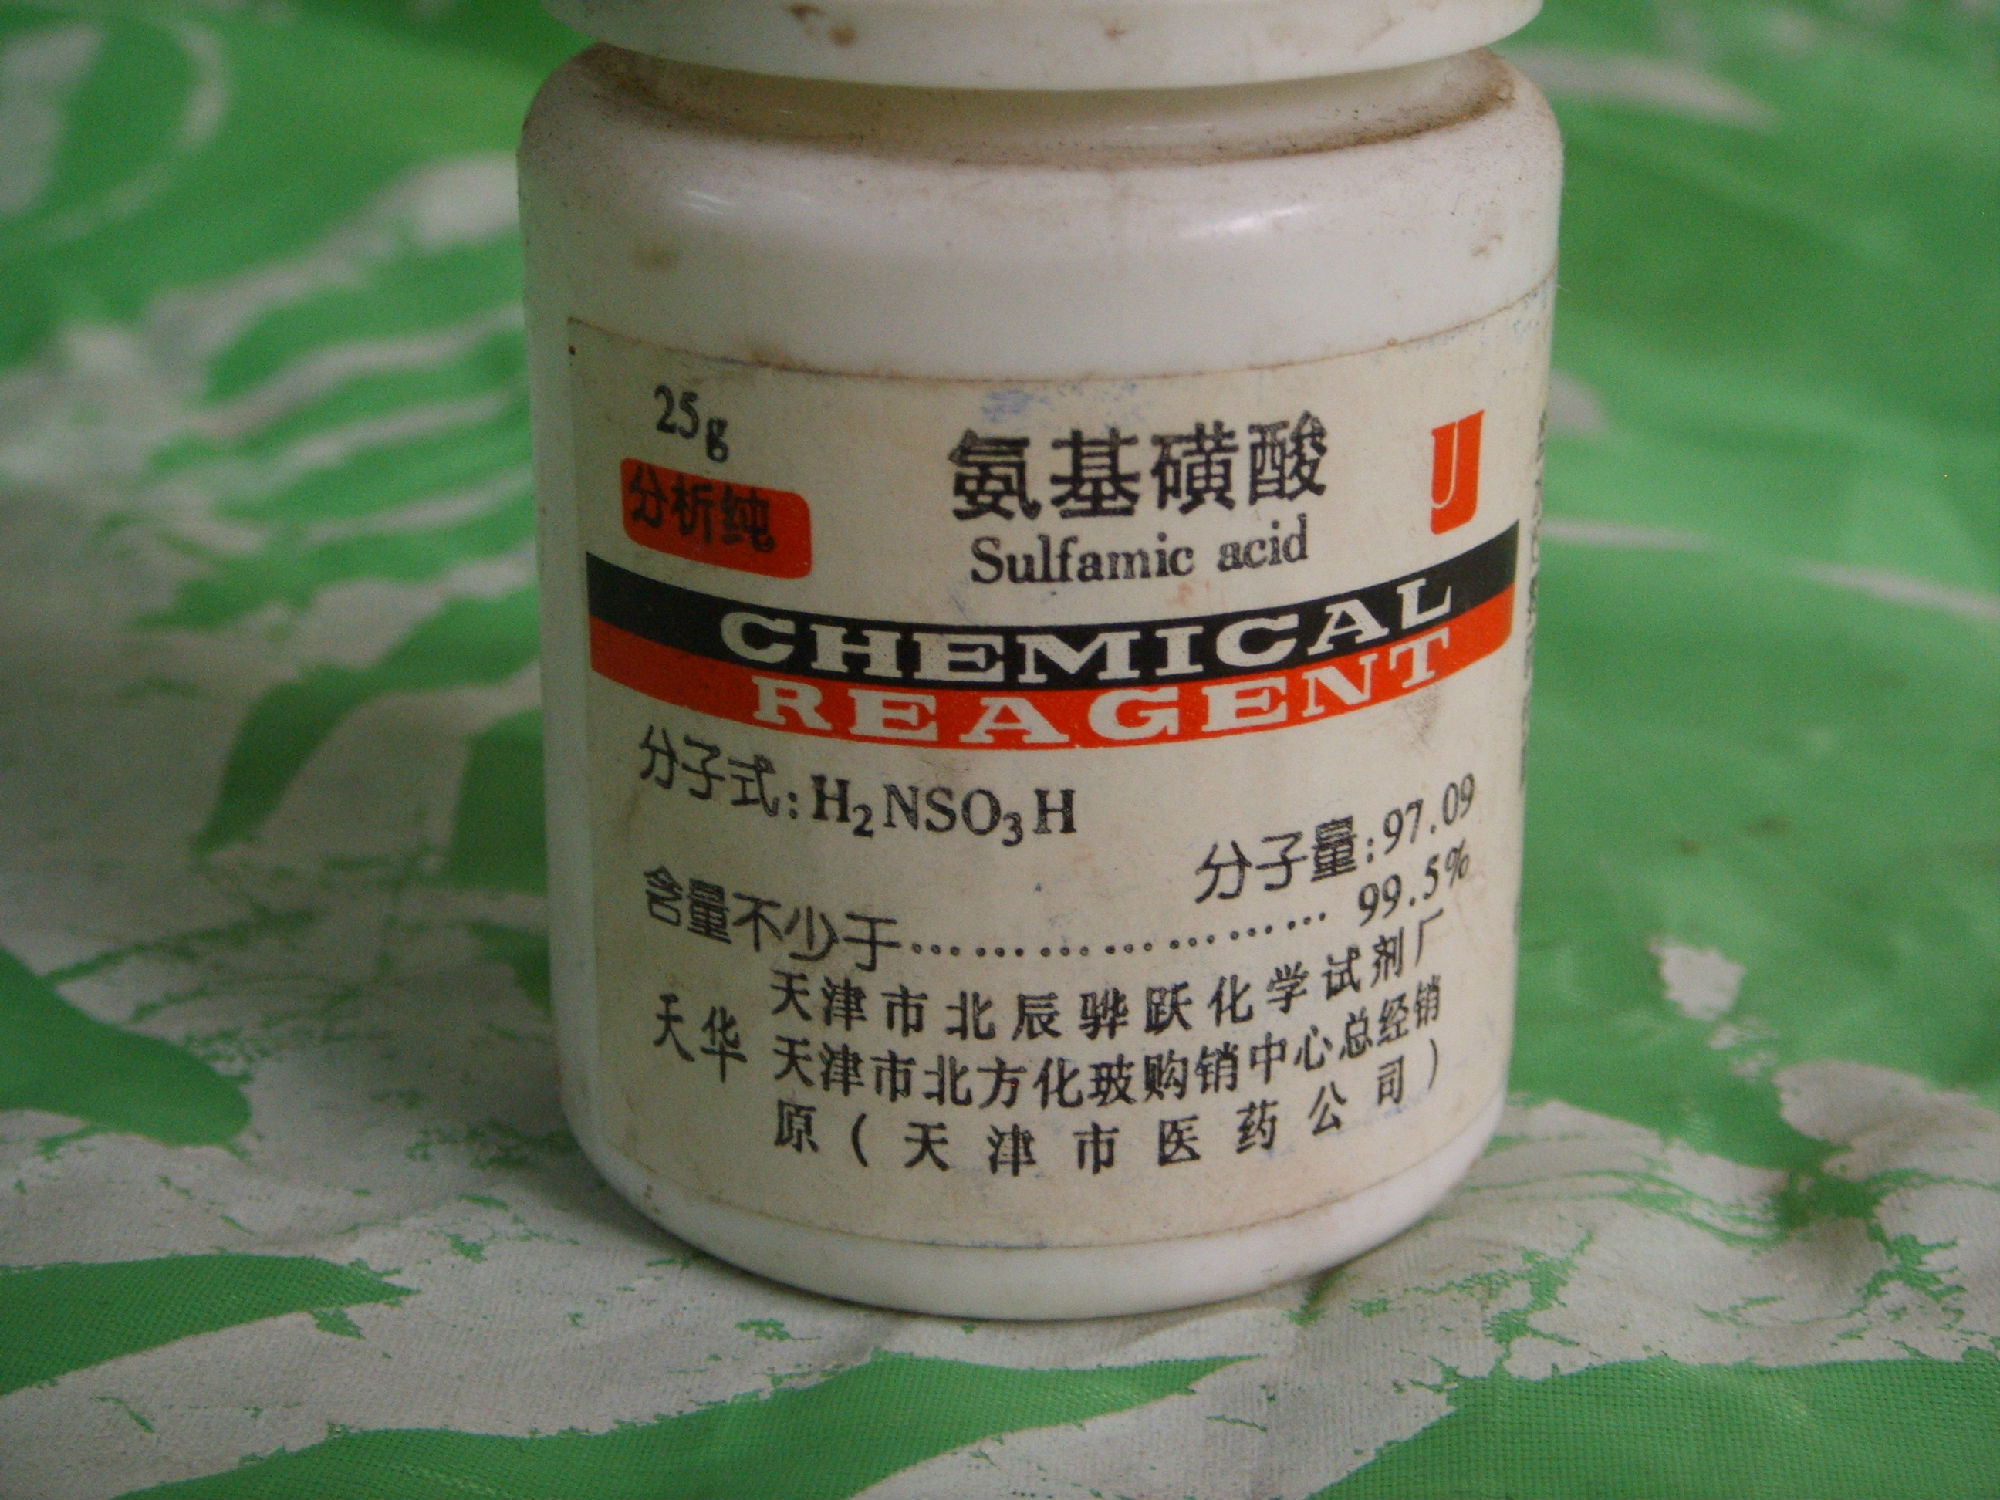 25g
分析纯
氨基磺酸
Sulfamic acid
CHEMICAL
REAGENT
分子式:H₂NSO₃H
分子量:97.09
含量不少于……………………99.5%
天华
天津市北辰骅跃化学试剂厂
天津市北方化玻购销中心总经销
原(天津市医药公司)